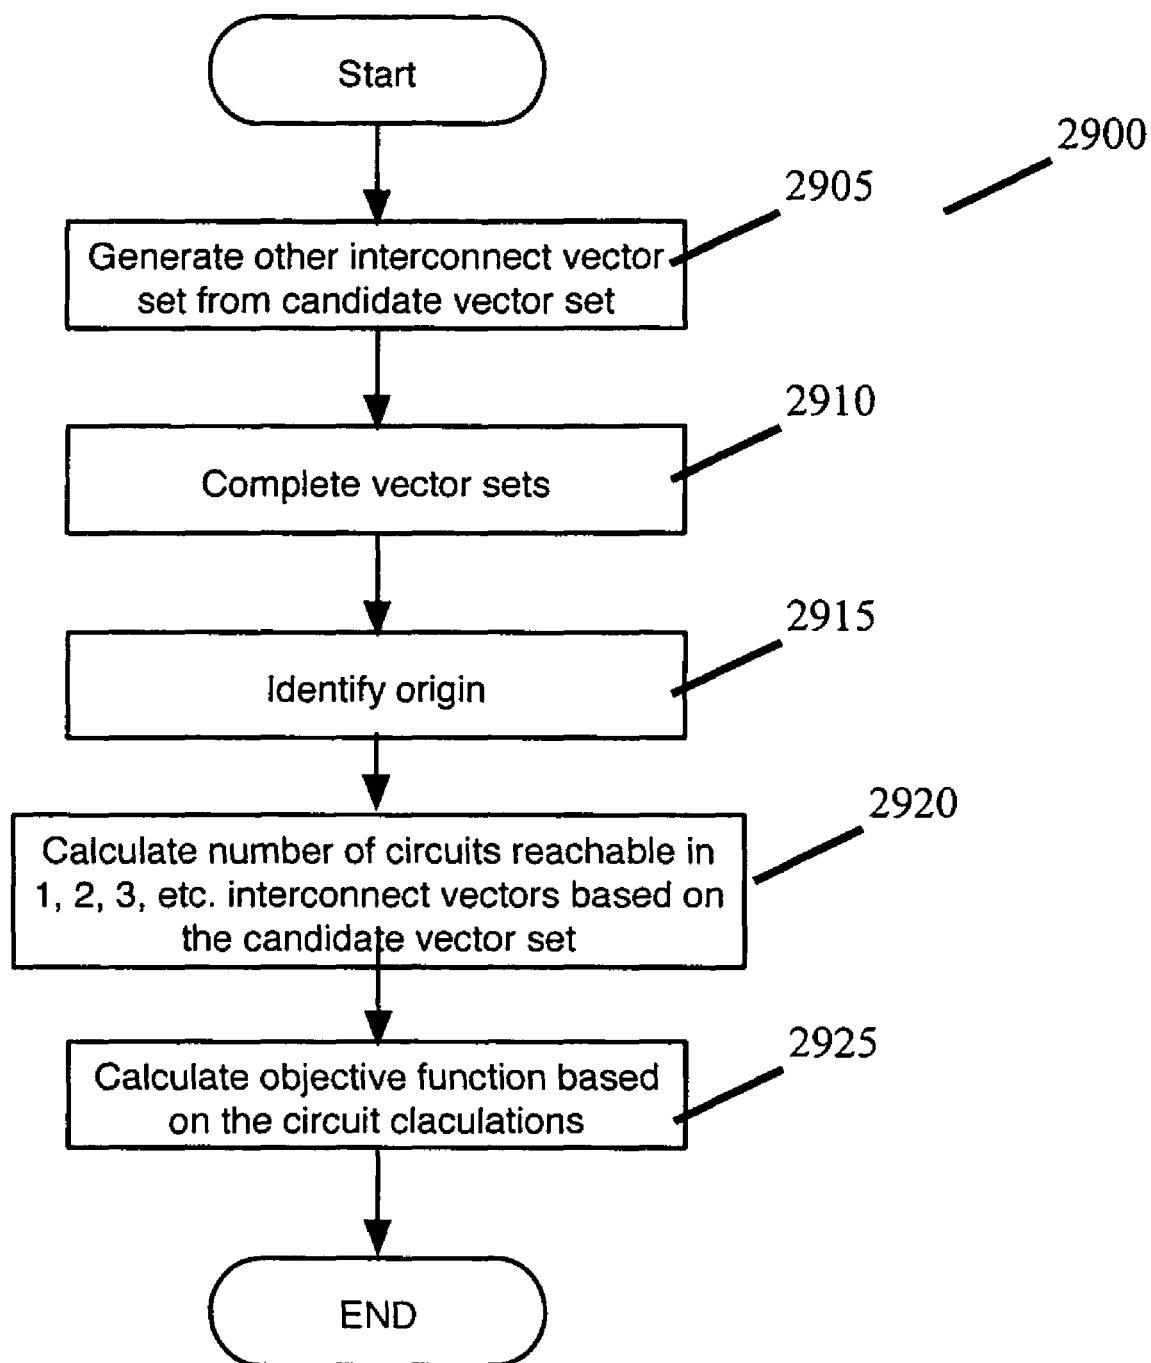 Start
2900
2905
Generate other interconnect vector
set from candidate vector set
2910
Complete vector sets
2915
Identify origin
2920
Calculate number of circuits reachable in
1, 2, 3, etc. interconnect vectors based on
the candidate vector set
2925
Calculate objective function based
on the circuit claculations
END